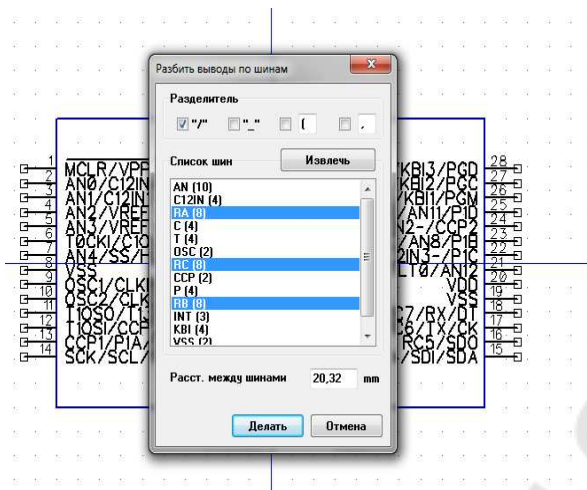 Разбить выводы по шинам
Разделитель
"/" "_" ( ,
Список шин Извлечь
AN (10)
C12IN (4)
RA (8)
C (4)
T (4)
OSC (2)
RC (8)
CCP (2)
P (4)
RB (8)
INT (3)
KBI (4)
VSS (2)
Расст. между шинами 20,32 mm
Делать Отмена
1 MCLR/VPP
2 AN0/C12IN
3 AN1/C12IN
4 AN2/VREF
5 AN3/VREF
6 T0CKI/C1O
7 AN4/SS/
8 VSS
9 OSC1/CLKI
10 OSC2/CLK
11 T1OSO/T1
12 T1OSI/CCP
13 CCP1/P1A/
14 SCK/SCL/
/KBI3/PGD 28
/KBI2/PGC 27
/KBI1/PGM 26
/AN11/P1D 25
N2-/CCP2 24
/AN8/P1B 23
2IN3-/P1C 22
LT0/AN12 21
VDD 20
VSS 19
C7/RX/DT 18
C6/TX/CK 17
RC5/SDO 16
/SDI/SDA 15